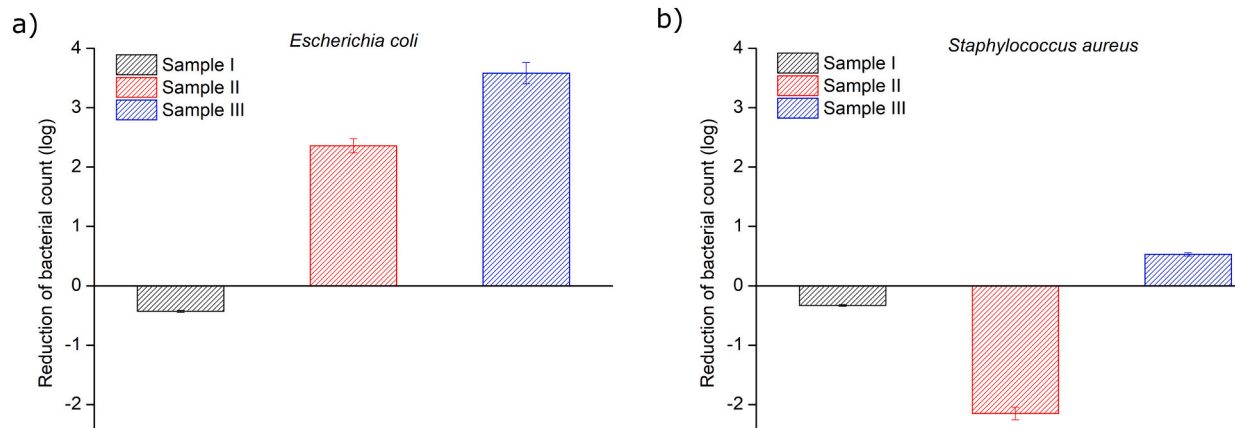 a)
Escherichia coli
Sample I
Sample II
Sample III
Reduction of bacterial count (log)
4
3
2
1
0
-1
-2
b)
Staphylococcus aureus
Sample I
Sample II
Sample III
Reduction of bacterial count (log)
4
3
2
1
0
-1
-2